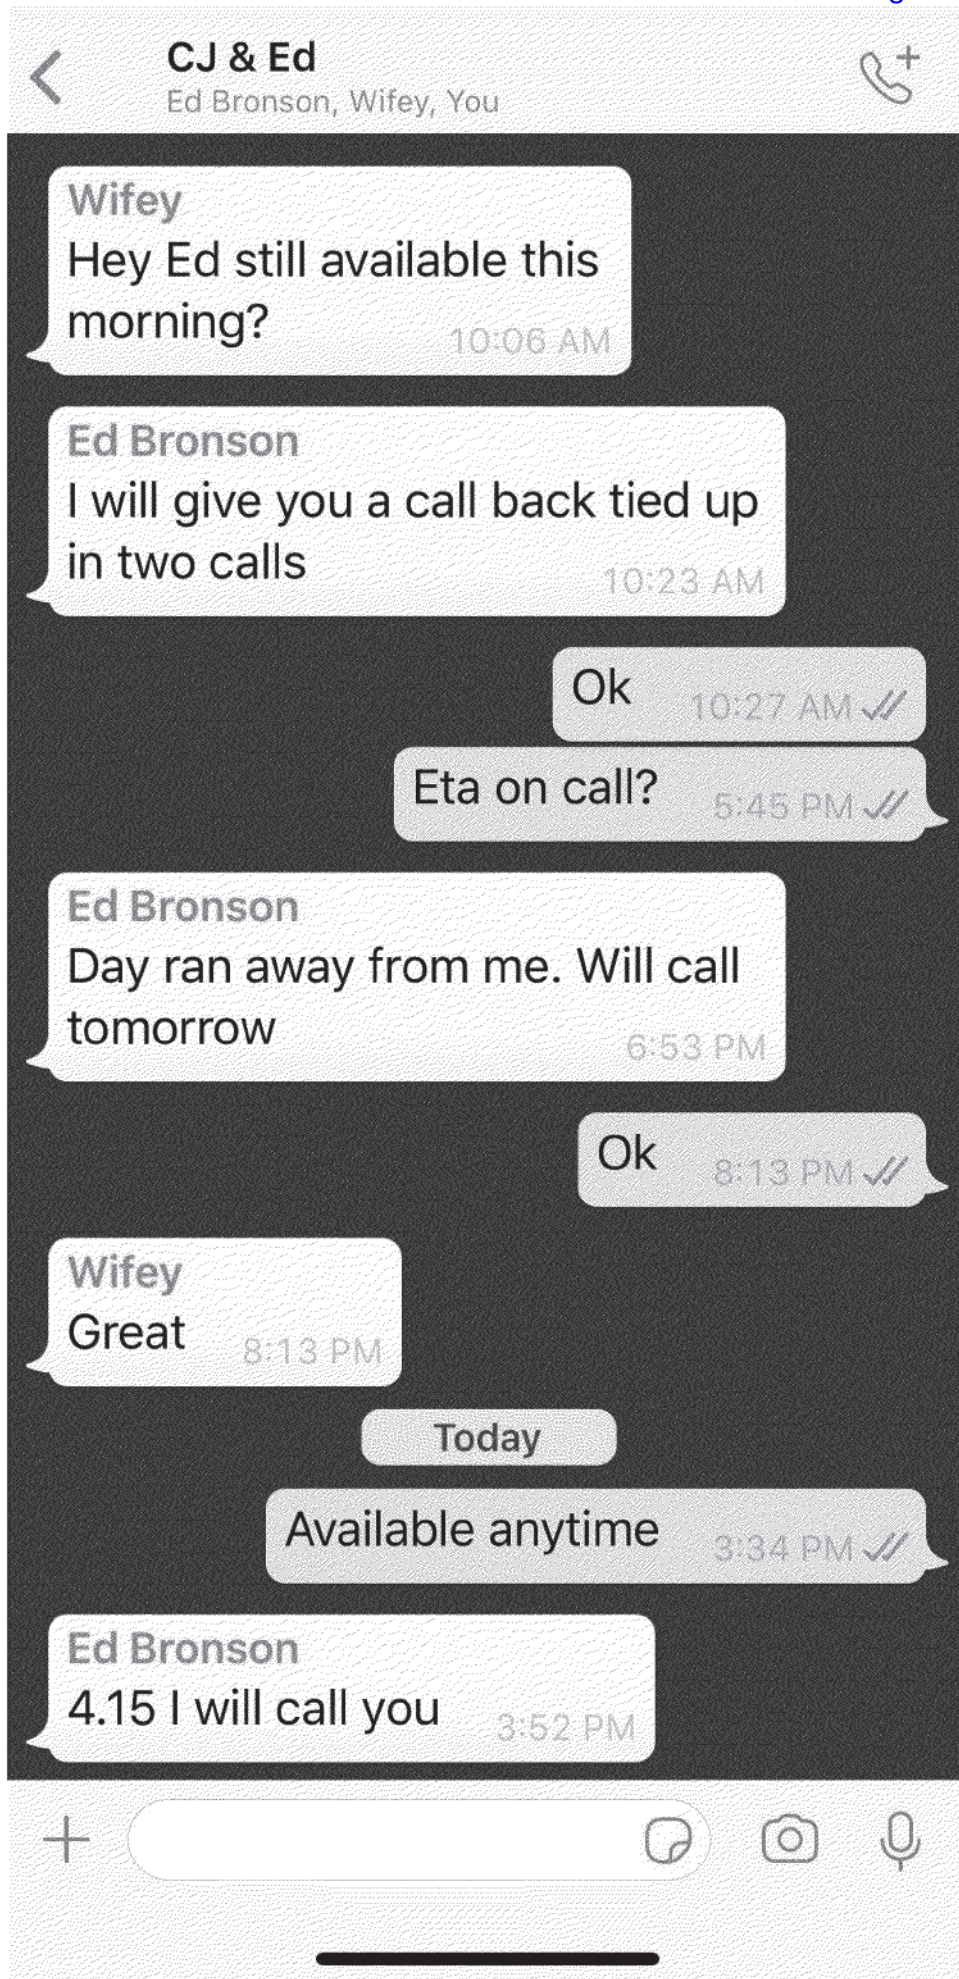 CJ & Ed
Ed Bronson, Wifey, You
Wifey
Hey Ed still available this
morning?
10:06 AM
Ed Bronson
I will give you a call back tied up
in two calls
10:23 AM
Ok 10:27 AM
Eta on call? 5:45 PM
Ed Bronson
Day ran away from me. Will call
tomorrow
6:53 PM
Ok 8:13 PM
Wifey
Great 8:13 PM
Today
Available anytime 3:34 PM
Ed Bronson
4.15 I will call you 3:52 PM